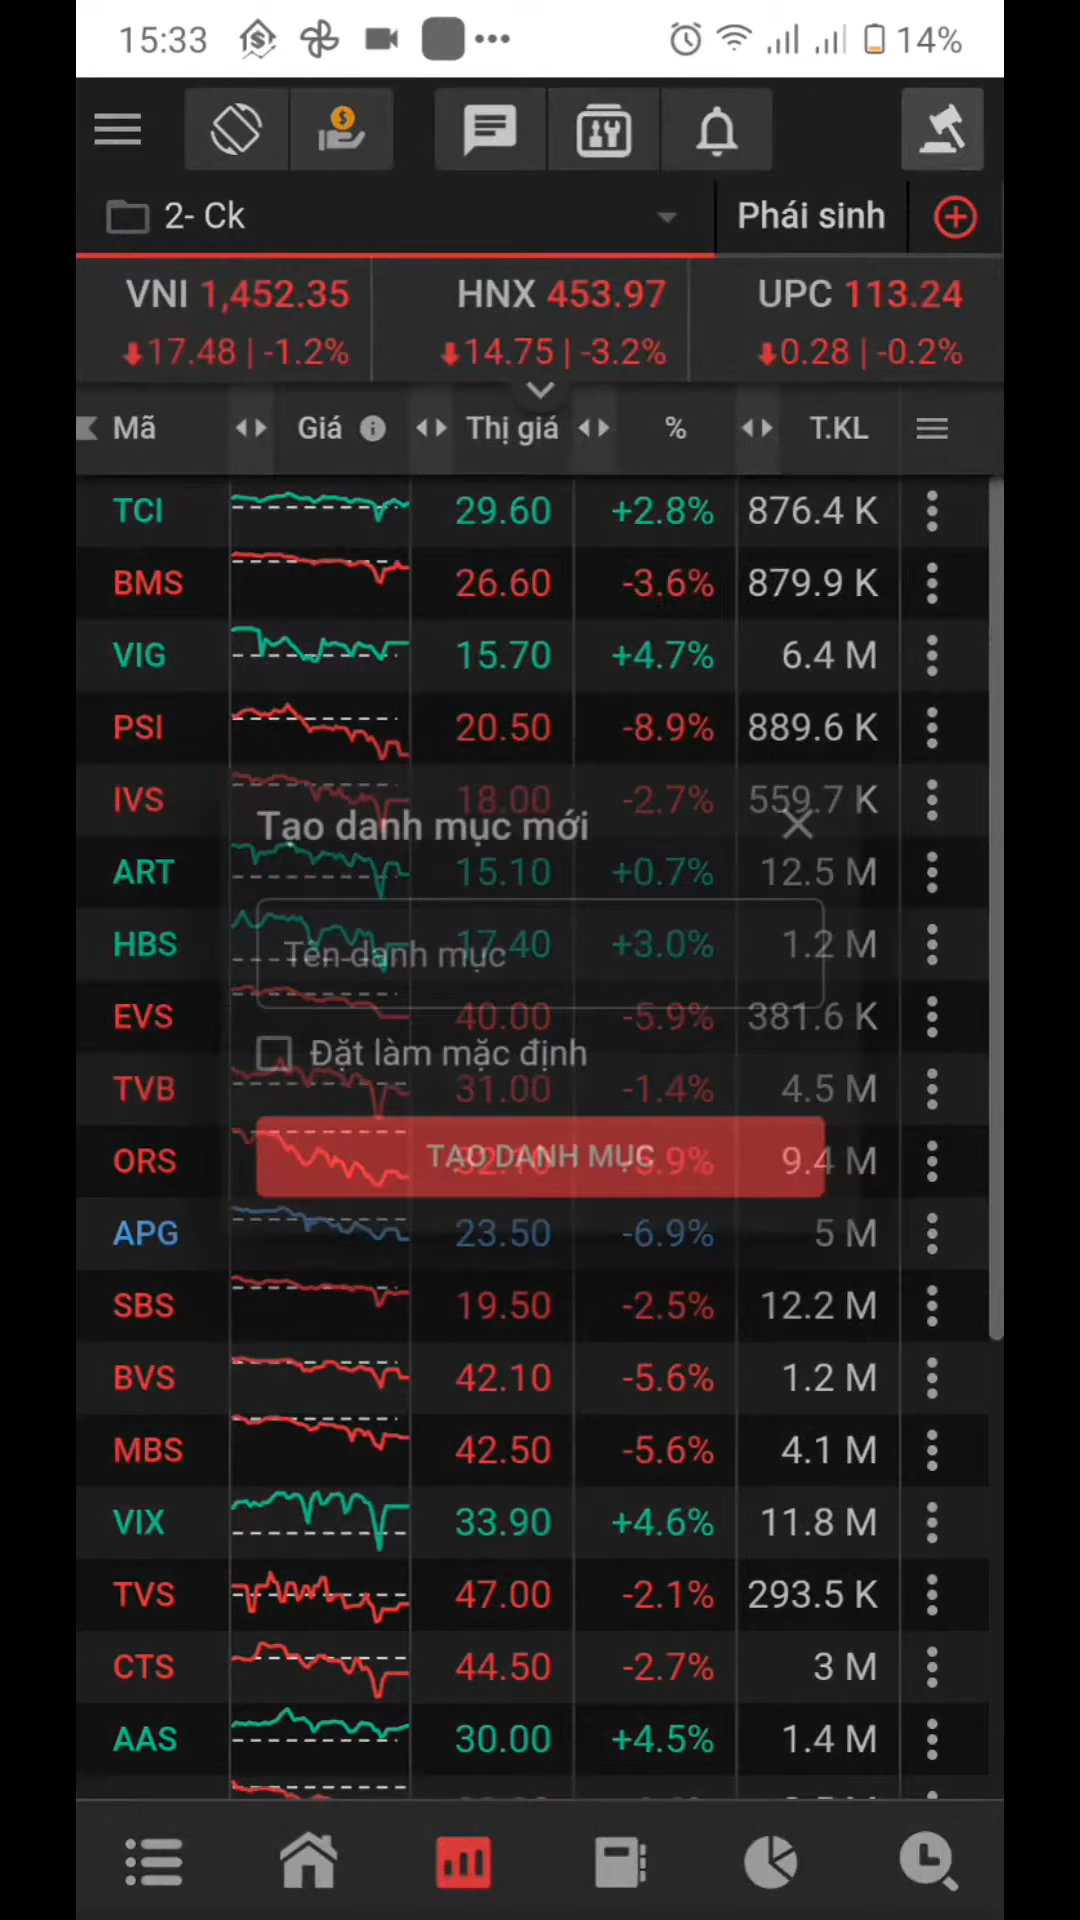 15:33 14%
2- Ck Phái sinh
VNI 1,452.35 HNX 453.97 UPC 113.24
17.48 | -1.2% 14.75 | -3.2% 0.28 | -0.2%
Mã Giá Thị giá % T.KL
TCI 29.60 +2.8% 876.4 K
BMS 26.60 -3.6% 879.9 K
VIG 15.70 +4.7% 6.4 M
PSI 20.50 -8.9% 889.6 K
IVS 18.00 -2.7% 559.7 K
Tạo danh mục mới
ART 15.10 +0.7% 12.5 M
HBS 17.40 +3.0% 1.2 M
Tên danh mục
EVS 40.00 -5.9% 381.6 K
Đặt làm mặc định
TVB 31.00 -1.4% 4.5 M
ORS 9.4 M
TẠO DANH MỤC
APG 23.50 -6.9% 5 M
SBS 19.50 -2.5% 12.2 M
BVS 42.10 -5.6% 1.2 M
MBS 42.50 -5.6% 4.1 M
VIX 33.90 +4.6% 11.8 M
TVS 47.00 -2.1% 293.5 K
CTS 44.50 -2.7% 3 M
AAS 30.00 +4.5% 1.4 M